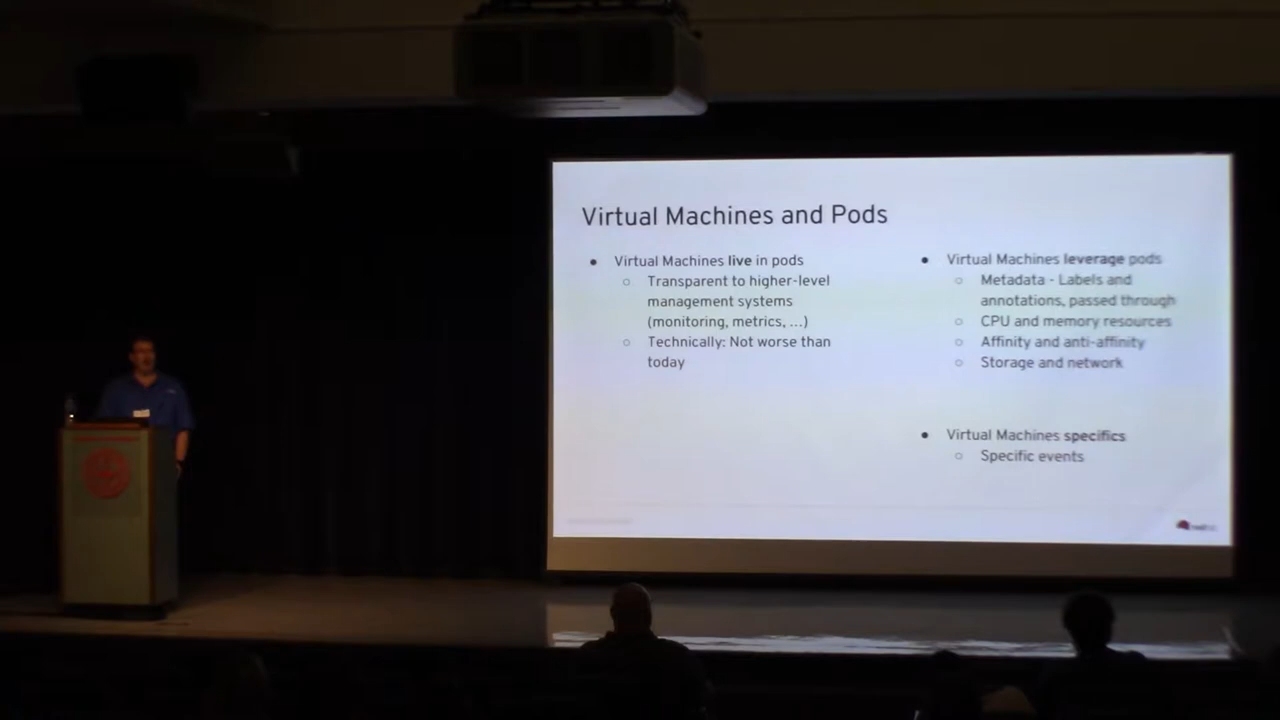 Virtual Machines and Pods
● Virtual Machines live in pods
○ Transparent to higher-level
management systems
(monitoring, metrics, ...)
○ Technically: Not worse than
today
● Virtual Machines leverage pods
○ Metadata - Labels and
annotations, passed through
○ CPU and memory resources
○ Affinity and anti-affinity
○ Storage and network
● Virtual Machines specifics
○ Specific events